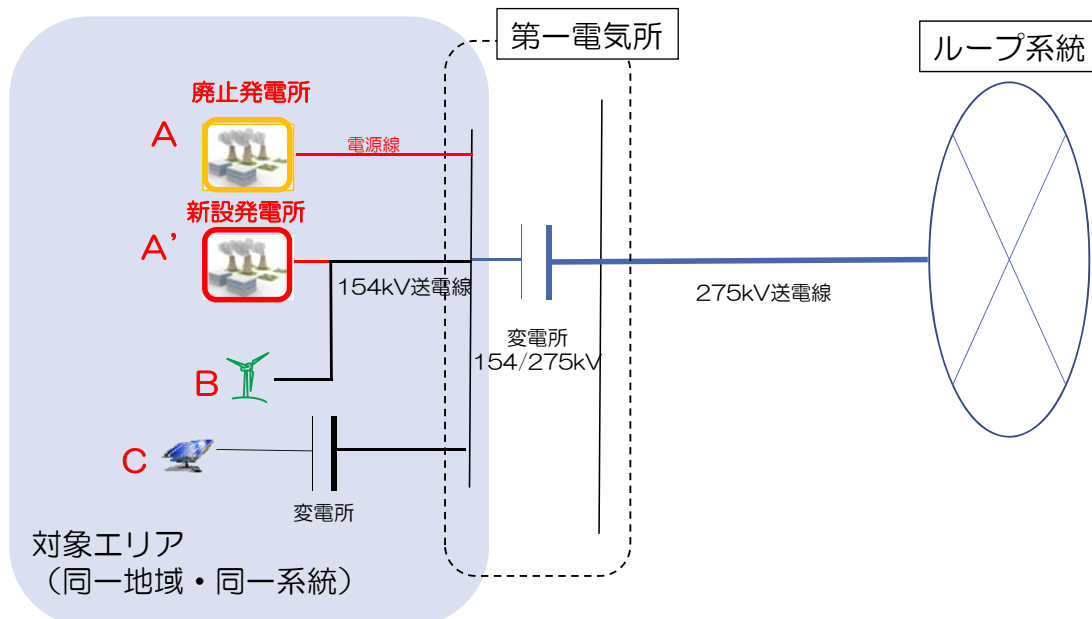 第一電気所
ループ系統
廃止発電所
A
電源線
新設発電所
A’
154kV送電線
275kV送電線
変電所
154/275kV
B
C
変電所
対象エリア
（同一地域・同一系統）